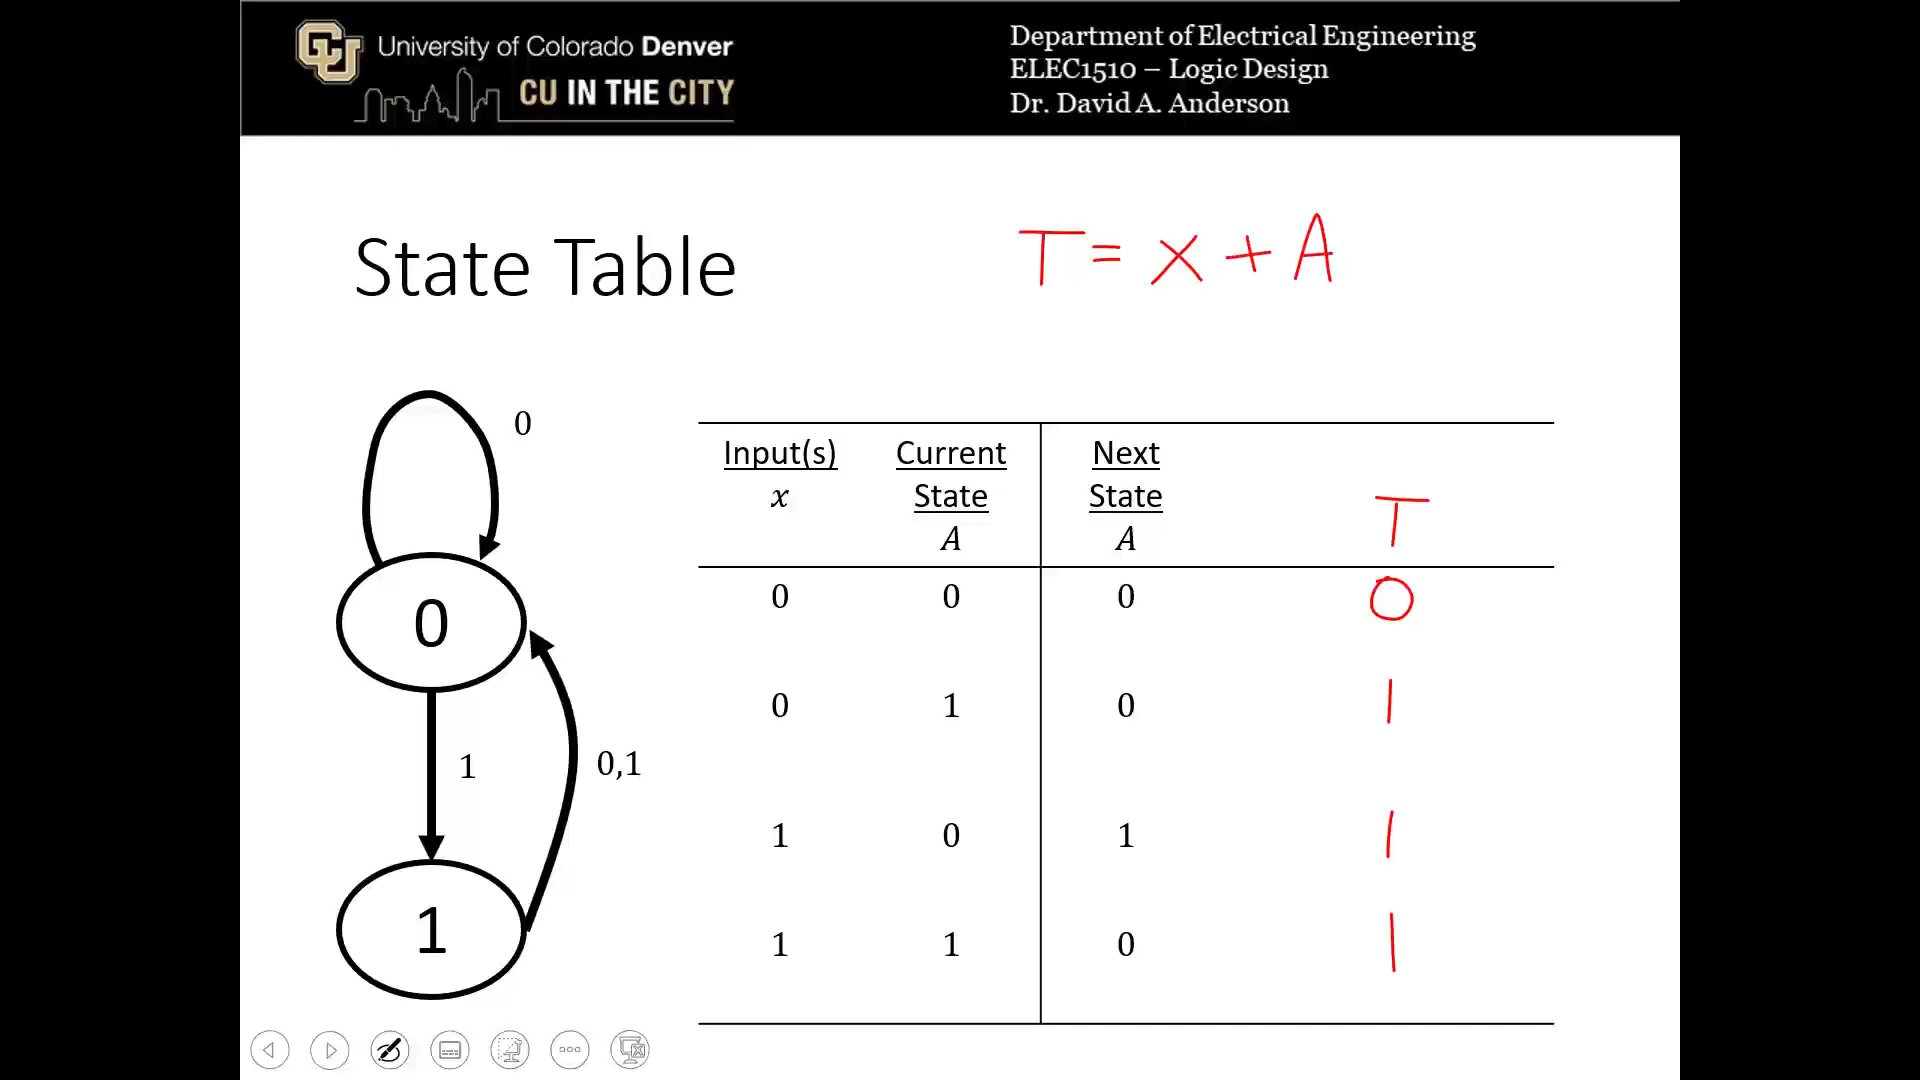 University of Colorado Denver
CU IN THE CITY
Department of Electrical Engineering
ELEC1510 – Logic Design
Dr. David A. Anderson
State Table
T = x + A
0
0
1
0,1
1
Input(s) Current Next
x State State T
A A
0 0 0 0
0 1 0 1
1 0 1 1
1 1 0 1